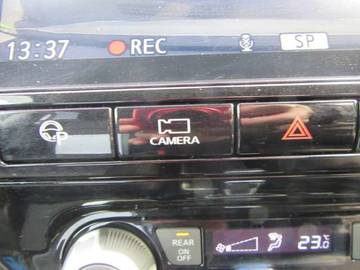 13:37 REC SP
P
CAMERA
REAR
ON
OFF
23.0